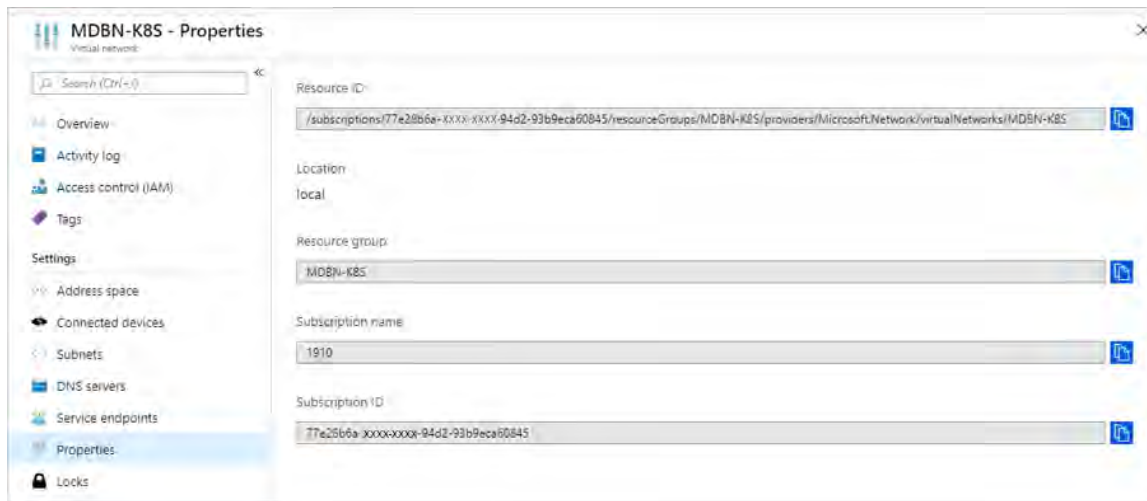 MDBN-K8S - Properties
Virtual network
Search (Ctrl+/)
«
Overview
Activity log
Access control (IAM)
Tags
Settings
Address space
Connected devices
Subnets
DNS servers
Service endpoints
Properties
Locks
Resource ID
/subscriptions/77e28b6a-xxxx-xxxx-94d2-93b9eca60845/resourceGroups/MDBN-K8S/providers/Microsoft.Network/virtualNetworks/MDBN-K8S
Location
local
Resource group
MDBN-K8S
Subscription name
1910
Subscription ID
77e28b6a-xxxx-xxxx-94d2-93b9eca60845